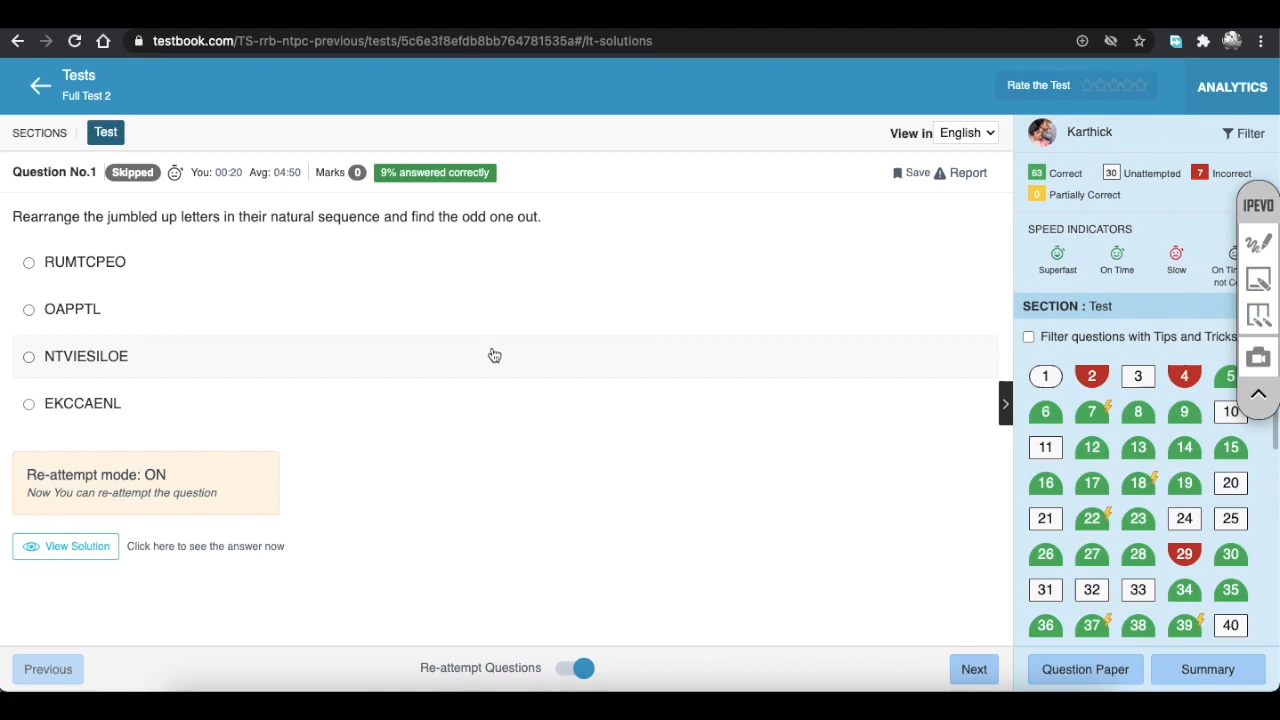 testbook.com/TS-rrb-ntpc-previous/tests/5c6e3f8efdb8bb764781535a#/lt-solutions
Tests
Full Test 2
Rate the Test
ANALYTICS
SECTIONS Test
View in English
Karthick
Filter
Question No.1 Skipped You: 00:20 Avg: 04:50 Marks 0 9% answered correctly
Save Report
63 Correct 30 Unattempted 7 Incorrect
0 Partially Correct
IPEVO
Rearrange the jumbled up letters in their natural sequence and find the odd one out.
RUMTCPEO
OAPPTL
NTVIESILOE
EKCCAENL
SPEED INDICATORS
Superfast On Time Slow On
not
SECTION : Test
Filter questions with Tips and Tricks
1 2 3 4 5
6 7 8 9 10
11 12 13 14 15
16 17 18 19 20
21 22 23 24 25
26 27 28 29 30
31 32 33 34 35
36 37 38 39 40
Re-attempt mode: ON
Now You can re-attempt the question
View Solution Click here to see the answer now
Previous
Re-attempt Questions
Next
Question Paper
Summary